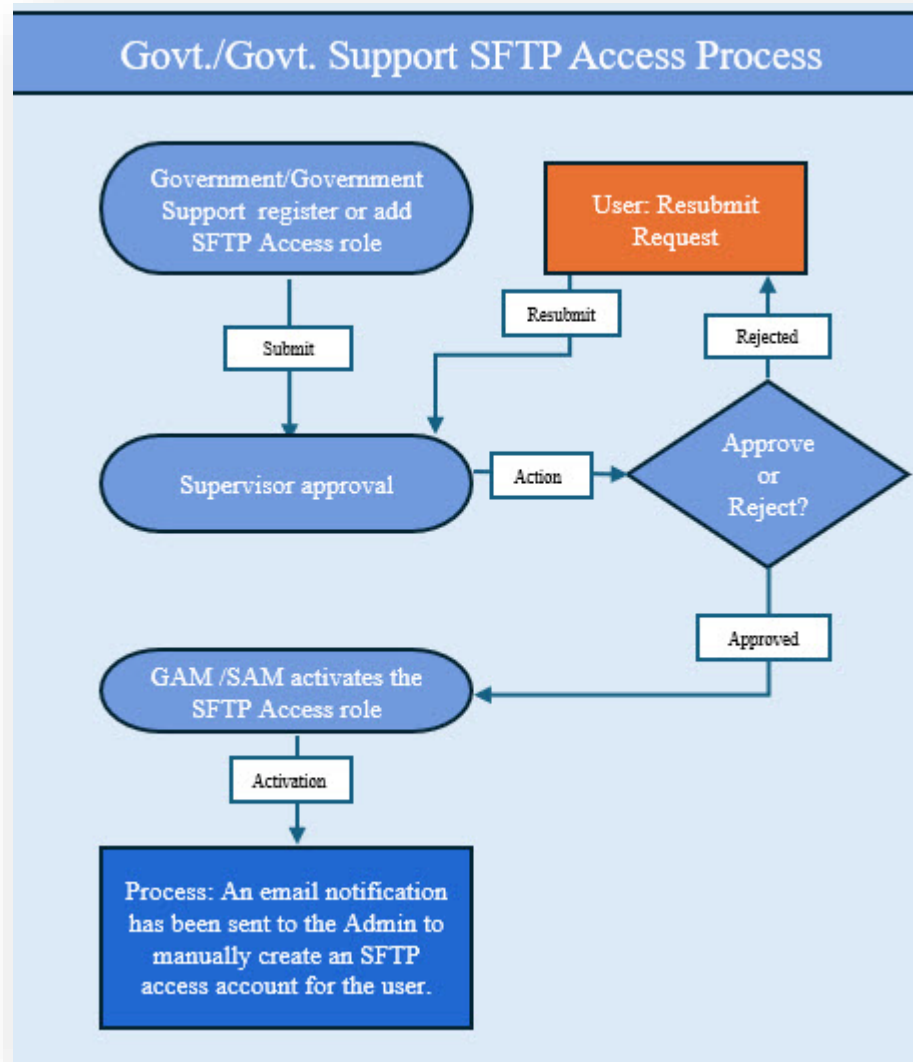 Govt./Govt. Support SFTP Access Process
Government/Government
Support register or add
SFTP Access role
User: Resubmit
Request
Resubmit
Rejected
Submit
Supervisor approval
Action
Approve
or
Reject?
Approved
GAM /SAM activates the
SFTP Access role
Activation
Process: An email notification
has been sent to the Admin to
manually create an SFTP
access account for the user.